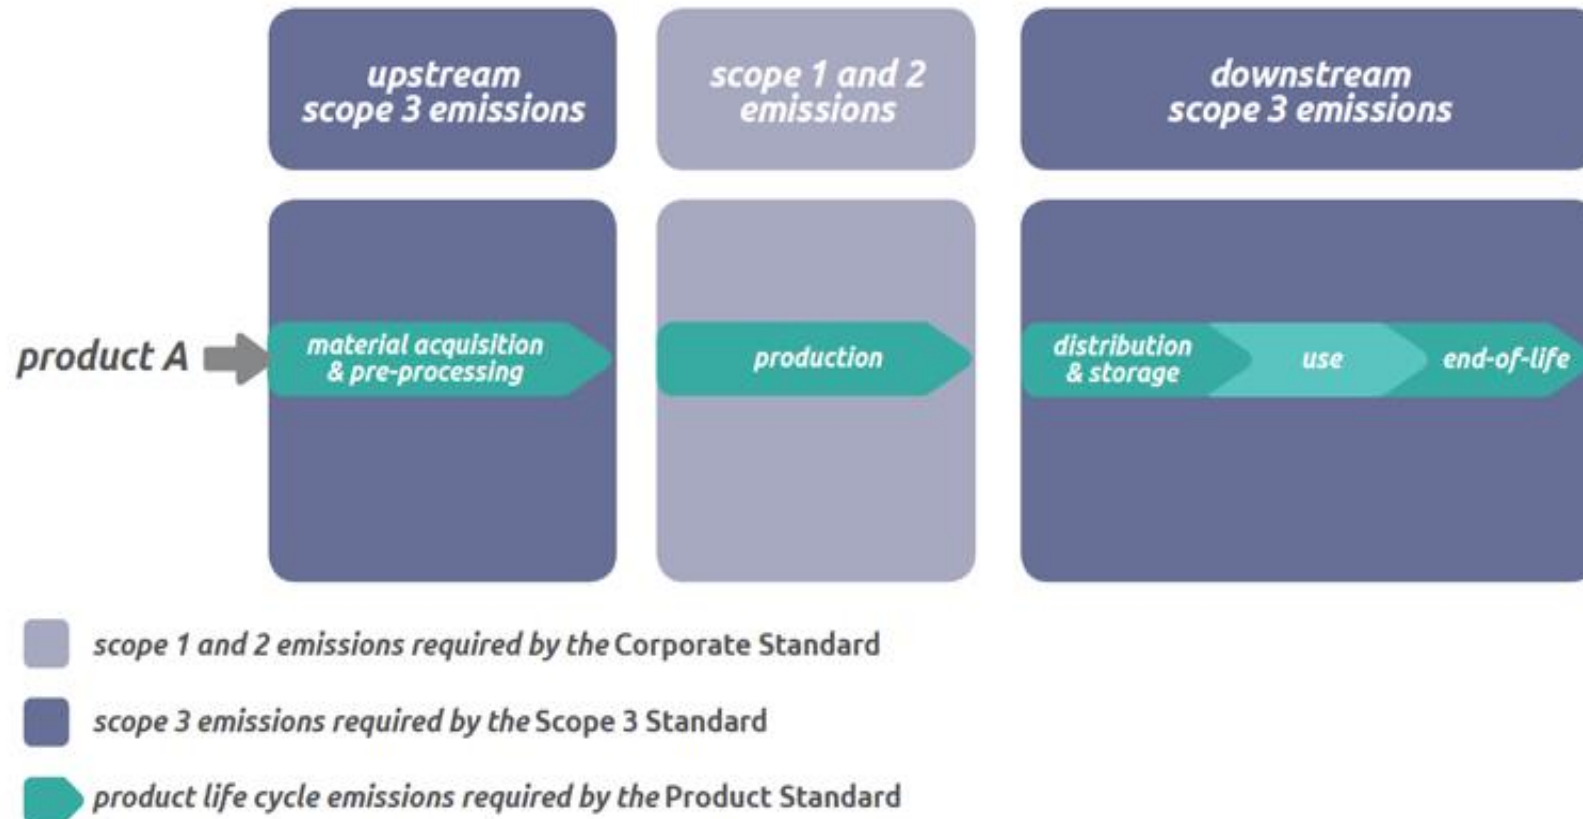 upstream
scope 3 emissions
scope 1 and 2
emissions
downstream
scope 3 emissions
product A
material acquisition
& pre-processing
production
distribution
& storage
use
end-of-life
scope 1 and 2 emissions required by the Corporate Standard
scope 3 emissions required by the Scope 3 Standard
product life cycle emissions required by the Product Standard